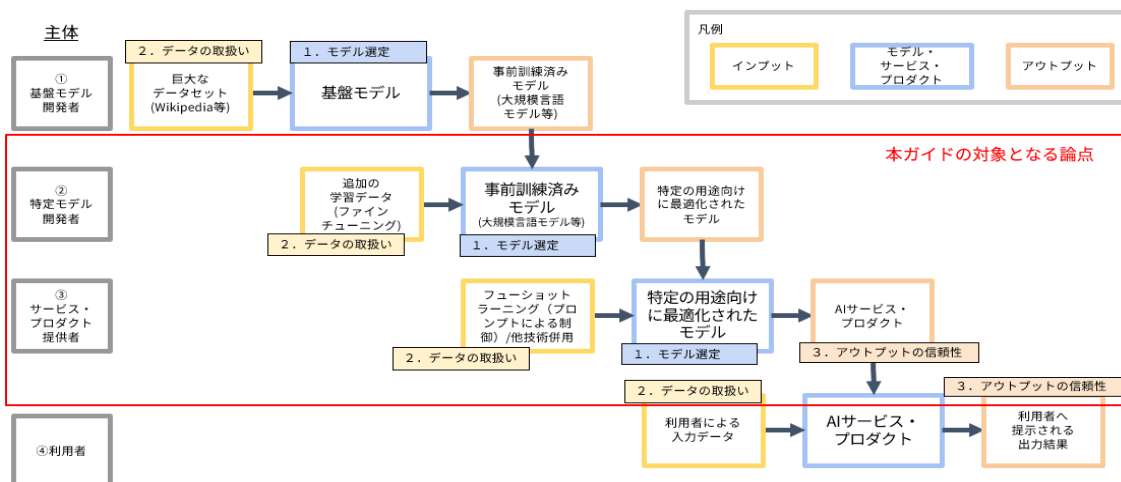 主体
凡例
インプット
モデル・
サービス・
プロダクト
アウトプット
①
基盤モデル
開発者
2．データの取扱い
巨大な
データセット
(Wikipedia等)
1．モデル選定
基盤モデル
事前訓練済み
モデル
(大規模言語
モデル等)
本ガイドの対象となる論点
②
特定モデル
開発者
追加の
学習データ
(ファイン
チューニング)
2．データの取扱い
事前訓練済み
モデル
(大規模言語モデル等)
1．モデル選定
特定の用途向け
に最適化された
モデル
③
サービス・
プロダクト
提供者
フューショット
ラーニング（プロ
ンプトによる制
御）/他技術併用
2．データの取扱い
特定の用途向け
に最適化された
モデル
1．モデル選定
AIサービス・
プロダクト
3．アウトプットの信頼性
④利用者
2．データの取扱い
利用者による
入力データ
AIサービス・
プロダクト
3．アウトプットの信頼性
利用者へ
提示される
出力結果